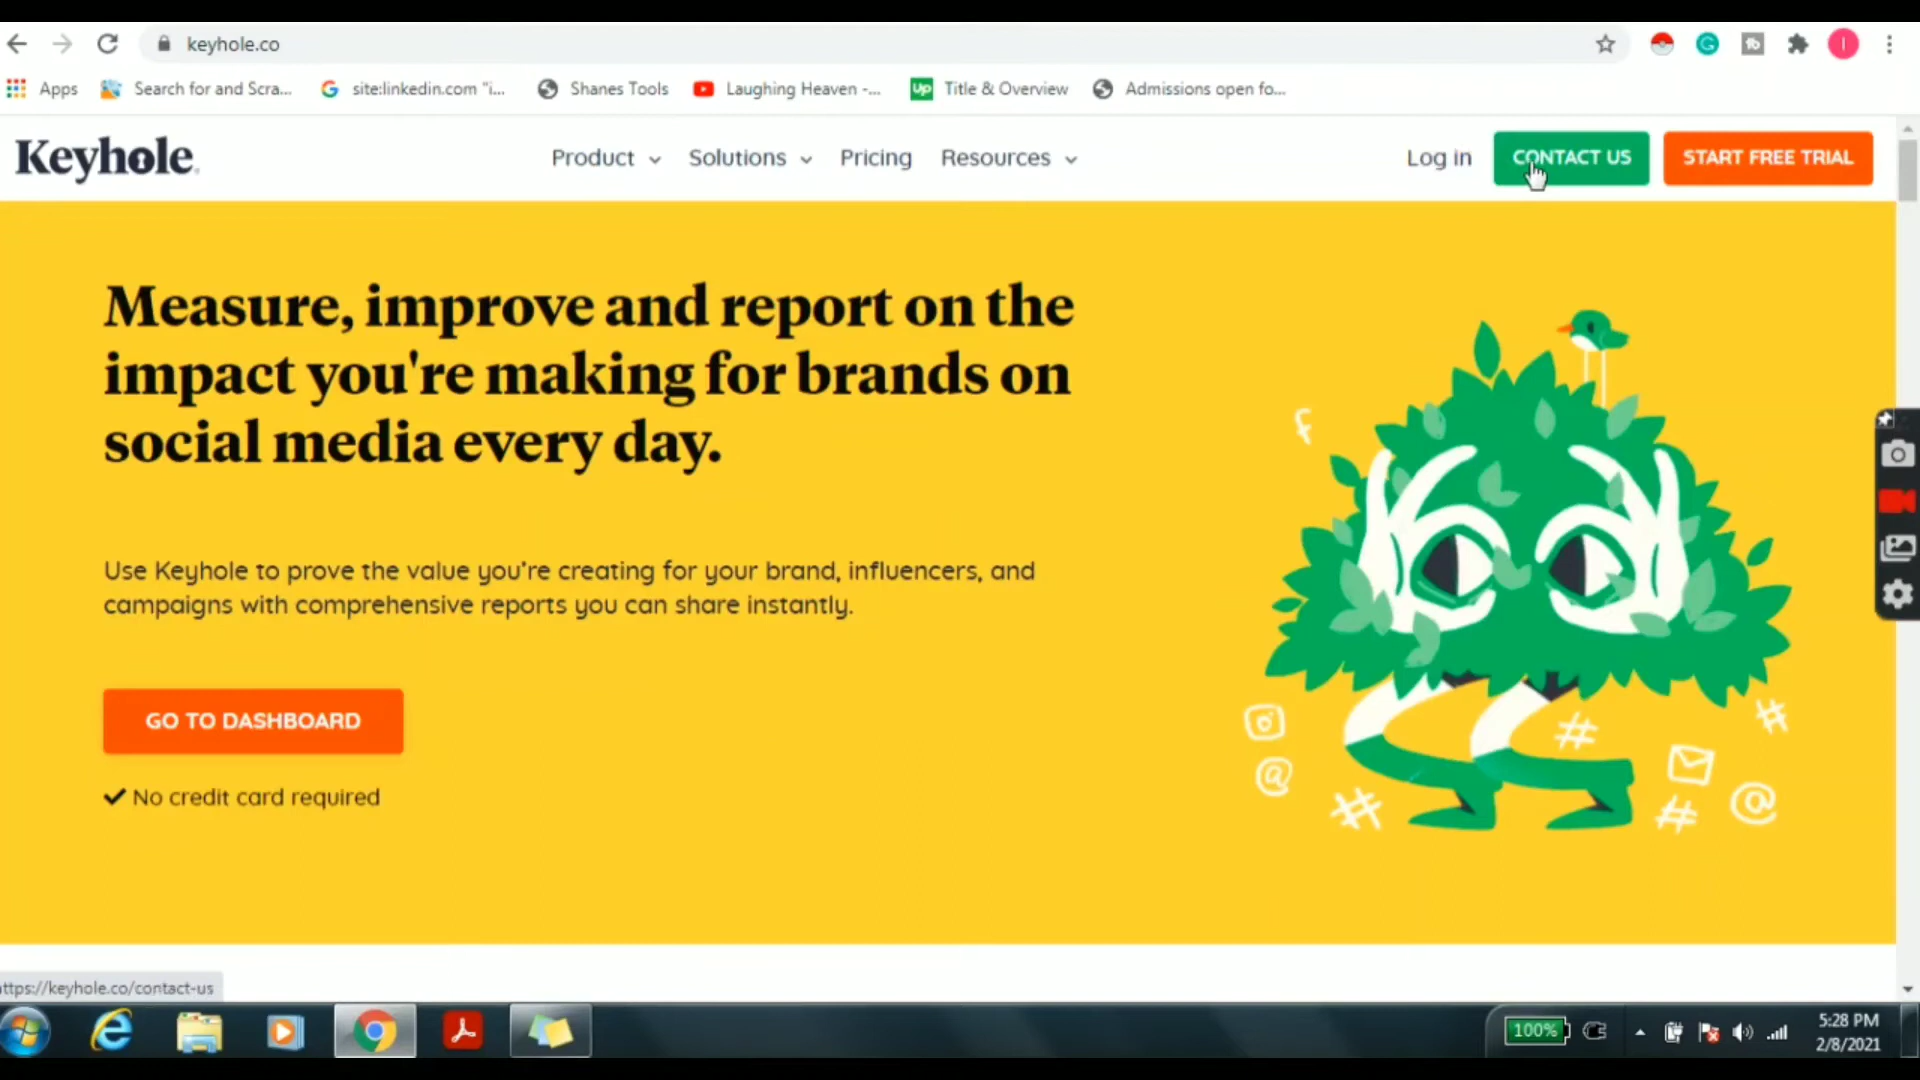 keyhole.co
Apps Search for and Scra... site:linkedin.com "i... Shanes Tools Laughing Heaven -... Up Title & Overview Admissions open fo...
Keyhole
Product Solutions Pricing Resources Log in CONTACT US START FREE TRIAL
Measure, improve and report on the
impact you're making for brands on
social media every day.
Use Keyhole to prove the value you're creating for your brand, influencers, and
campaigns with comprehensive reports you can share instantly.
GO TO DASHBOARD
No credit card required
ttps://keyhole.co/contact-us
100%
5:28 PM
2/8/2021